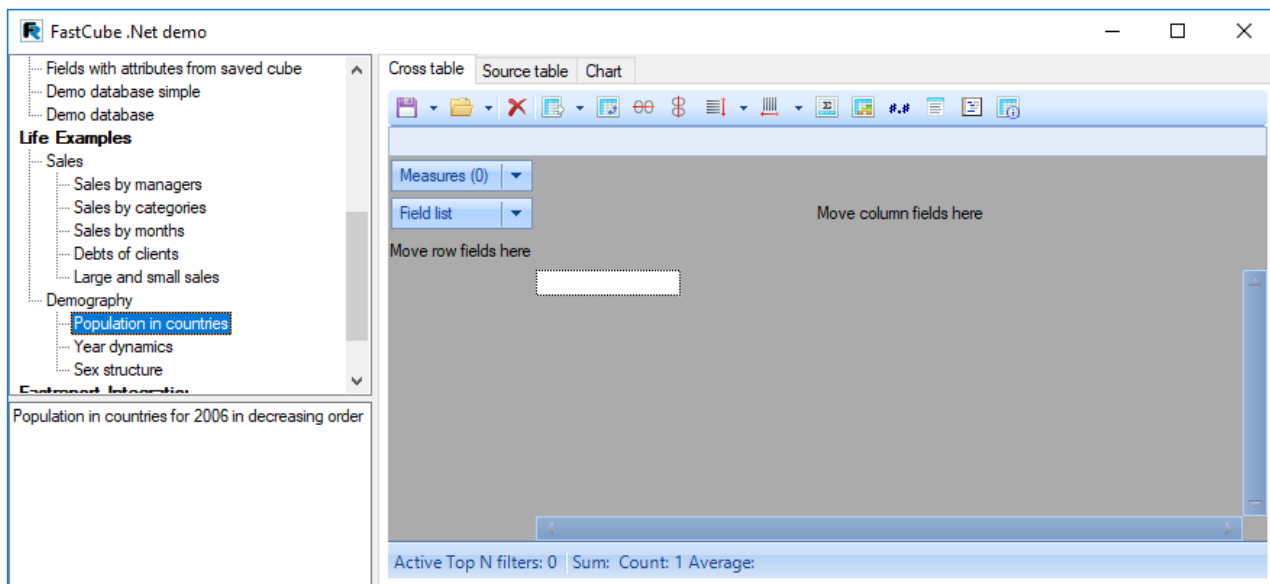 FastCube .Net demo
Fields with attributes from saved cube
Demo database simple
Demo database
Life Examples
Sales
Sales by managers
Sales by categories
Sales by months
Debts of clients
Large and small sales
Demography
Population in countries
Year dynamics
Sex structure
Population in countries for 2006 in decreasing order
Cross table
Source table
Chart
Σ
#.#
Measures (0)
Field list
Move column fields here
Move row fields here
Active Top N filters: 0
Sum: Count: 1 Average: